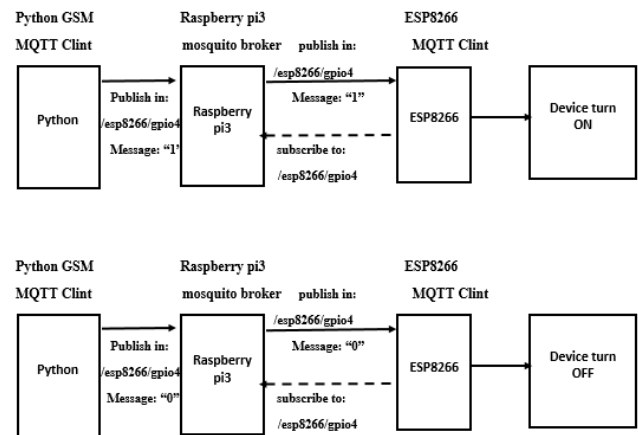 Python GSM Raspberry pi3 ESP8266
MQTT Clint mosquito broker publish in: MQTT Clint
/esp8266/gpio4
Publish in: Message: “1”
Python /esp8266/gpio4 Raspberry pi3 ESP8266 Device turn ON
Message: “1’
subscribe to:
/esp8266/gpio4
Python GSM Raspberry pi3 ESP8266
MQTT Clint mosquito broker publish in: MQTT Clint
/esp8266/gpio4
Publish in: Message: “0”
Python /esp8266/gpio4 Raspberry pi3 ESP8266 Device turn OFF
Message: “0”
subscribe to:
/esp8266/gpio4